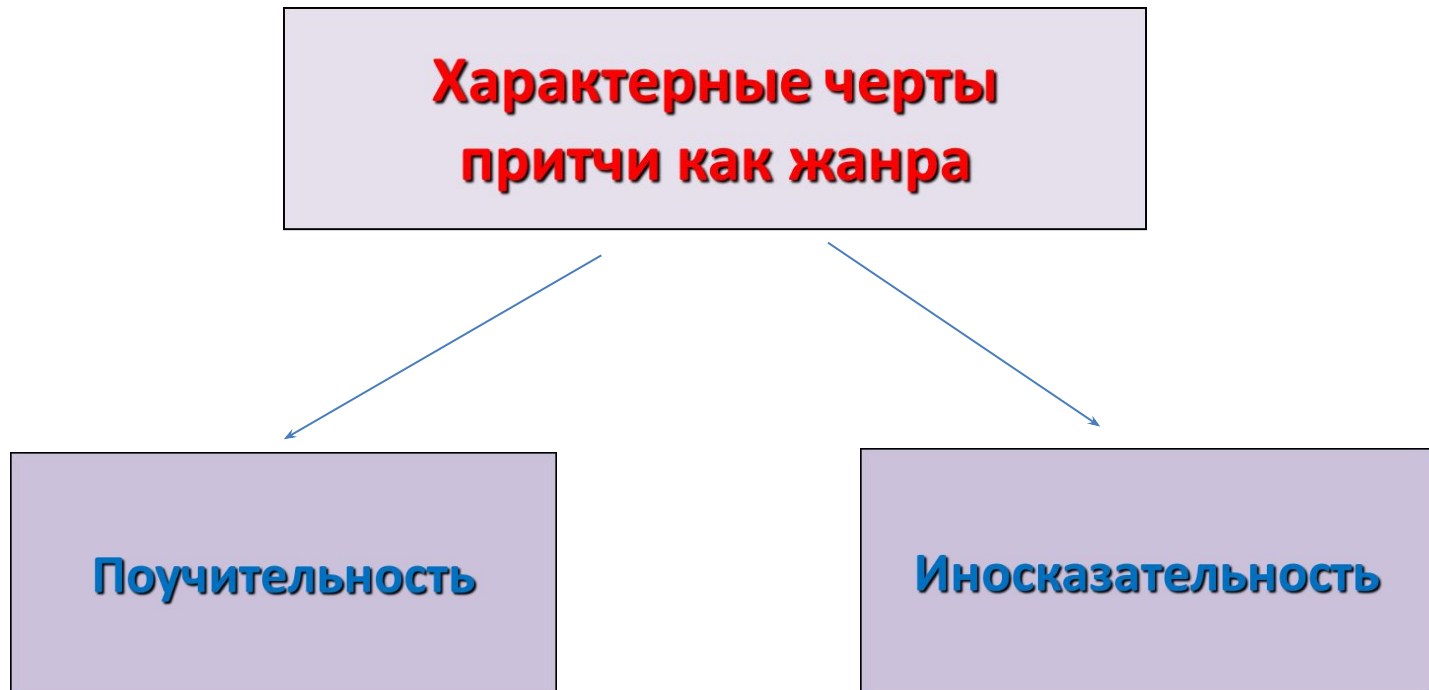 Характерные черты
притчи как жанра
Поучительность
Иносказательность